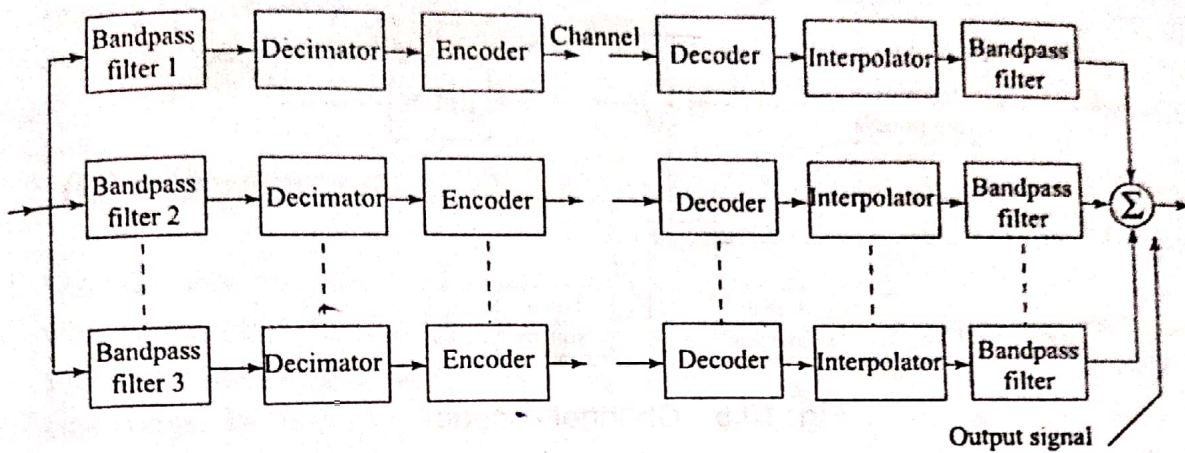 Bandpass
filter 1
Decimator
Encoder
Channel
Decoder
Interpolator
Bandpass
filter
Bandpass
filter 2
Decimator
Encoder
Decoder
Interpolator
Bandpass
filter
Σ
Bandpass
filter 3
Decimator
Encoder
Decoder
Interpolator
Bandpass
filter
Output signal